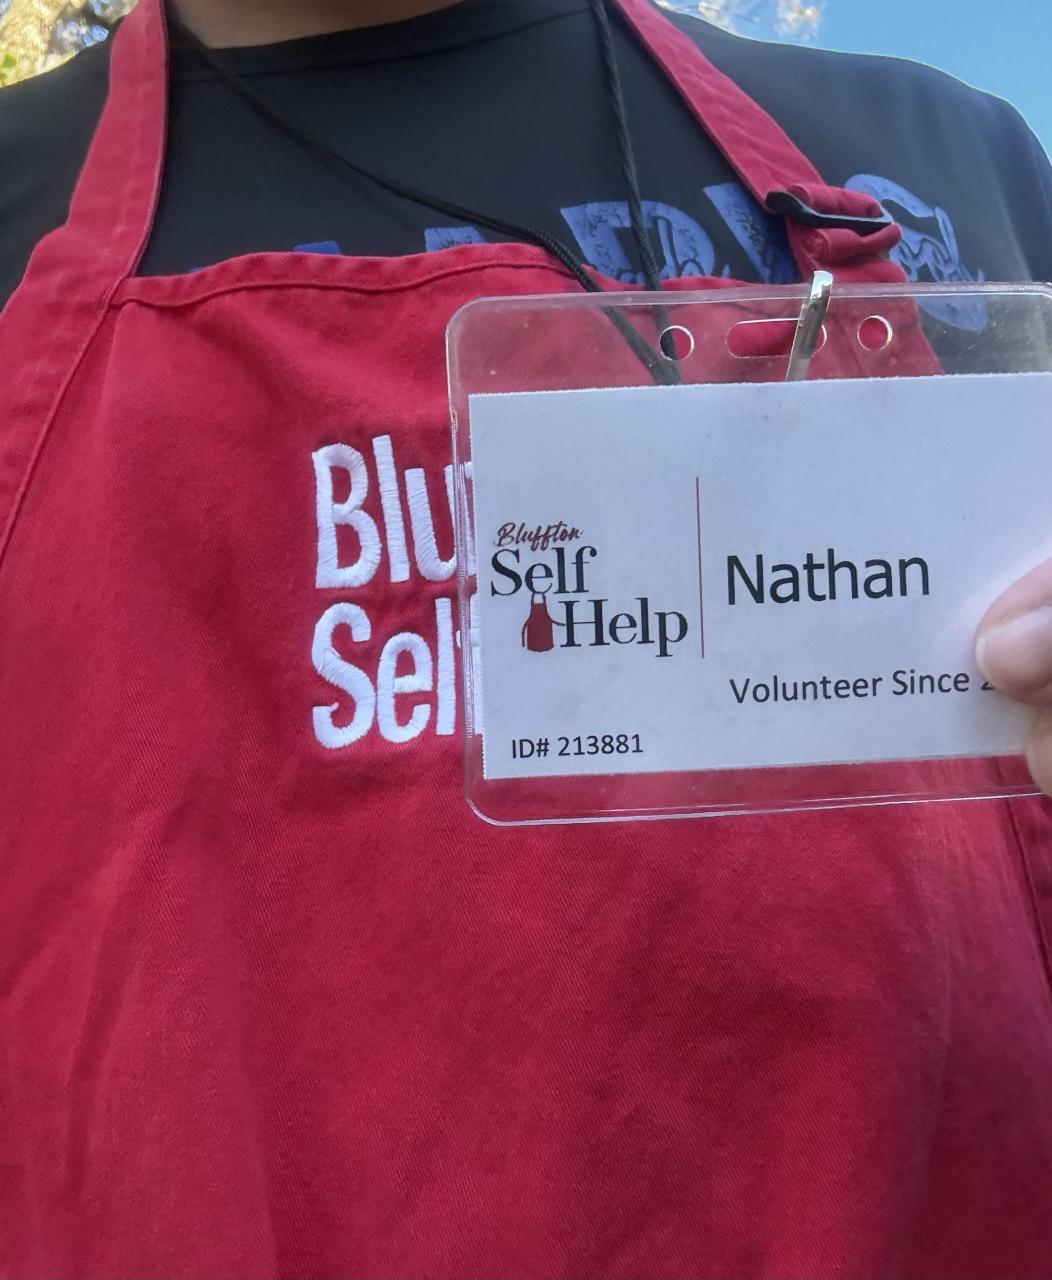 Blu
Sel
Bluffton
Self
Help
Nathan
Volunteer Since
ID# 213881